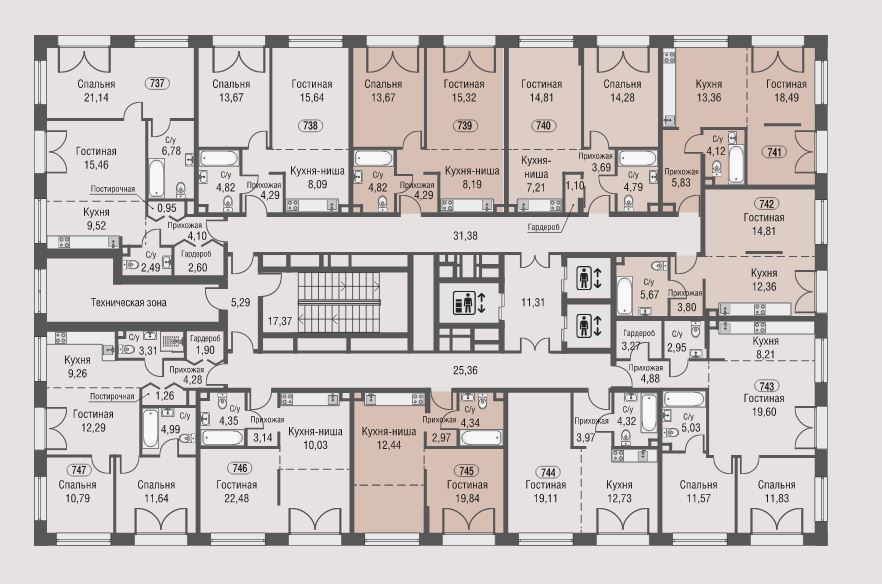 Спальня
21,14
737
Гостиная
15,46
С/у
6,78
Постирочная
0,95
Кухня
9,52
Прихожая
4,10
С/у
2,49
Гардероб
2,60
Спальня
13,67
Гостиная
15,64
738
С/у
4,82
Прихожая
4,29
Кухня-ниша
8,09
Спальня
13,67
Гостиная
15,32
739
С/у
4,82
Прихожая
4,29
Кухня-ниша
8,19
Гостиная
14,81
740
Кухня-
ниша
7,21
1,10
Гардероб
Спальня
14,28
Прихожая
3,69
С/у
4,79
Кухня
13,36
Гостиная
18,49
С/у
4,12
741
Прихожая
5,83
742
Гостиная
14,81
Кухня
12,36
С/у
5,67
Прихожая
3,80
31,38
Техническая зона
5,29
17,37
11,31
25,36
Кухня
9,26
С/у
3,31
Гардероб
1,90
Прихожая
4,28
Постирочная
1,26
Гостиная
12,29
С/у
4,99
747
Спальня
10,79
Спальня
11,64
С/у
4,35
Прихожая
3,14
Кухня-ниша
10,03
746
Гостиная
22,48
Кухня-ниша
12,44
Прихожая
2,97
С/у
4,34
745
Гостиная
19,84
744
Гостиная
19,11
Прихожая
3,97
С/у
4,32
Кухня
12,73
Гардероб
3,27
С/у
2,95
Прихожая
4,88
Кухня
8,21
743
Гостиная
19,60
С/у
5,03
Спальня
11,57
Спальня
11,83